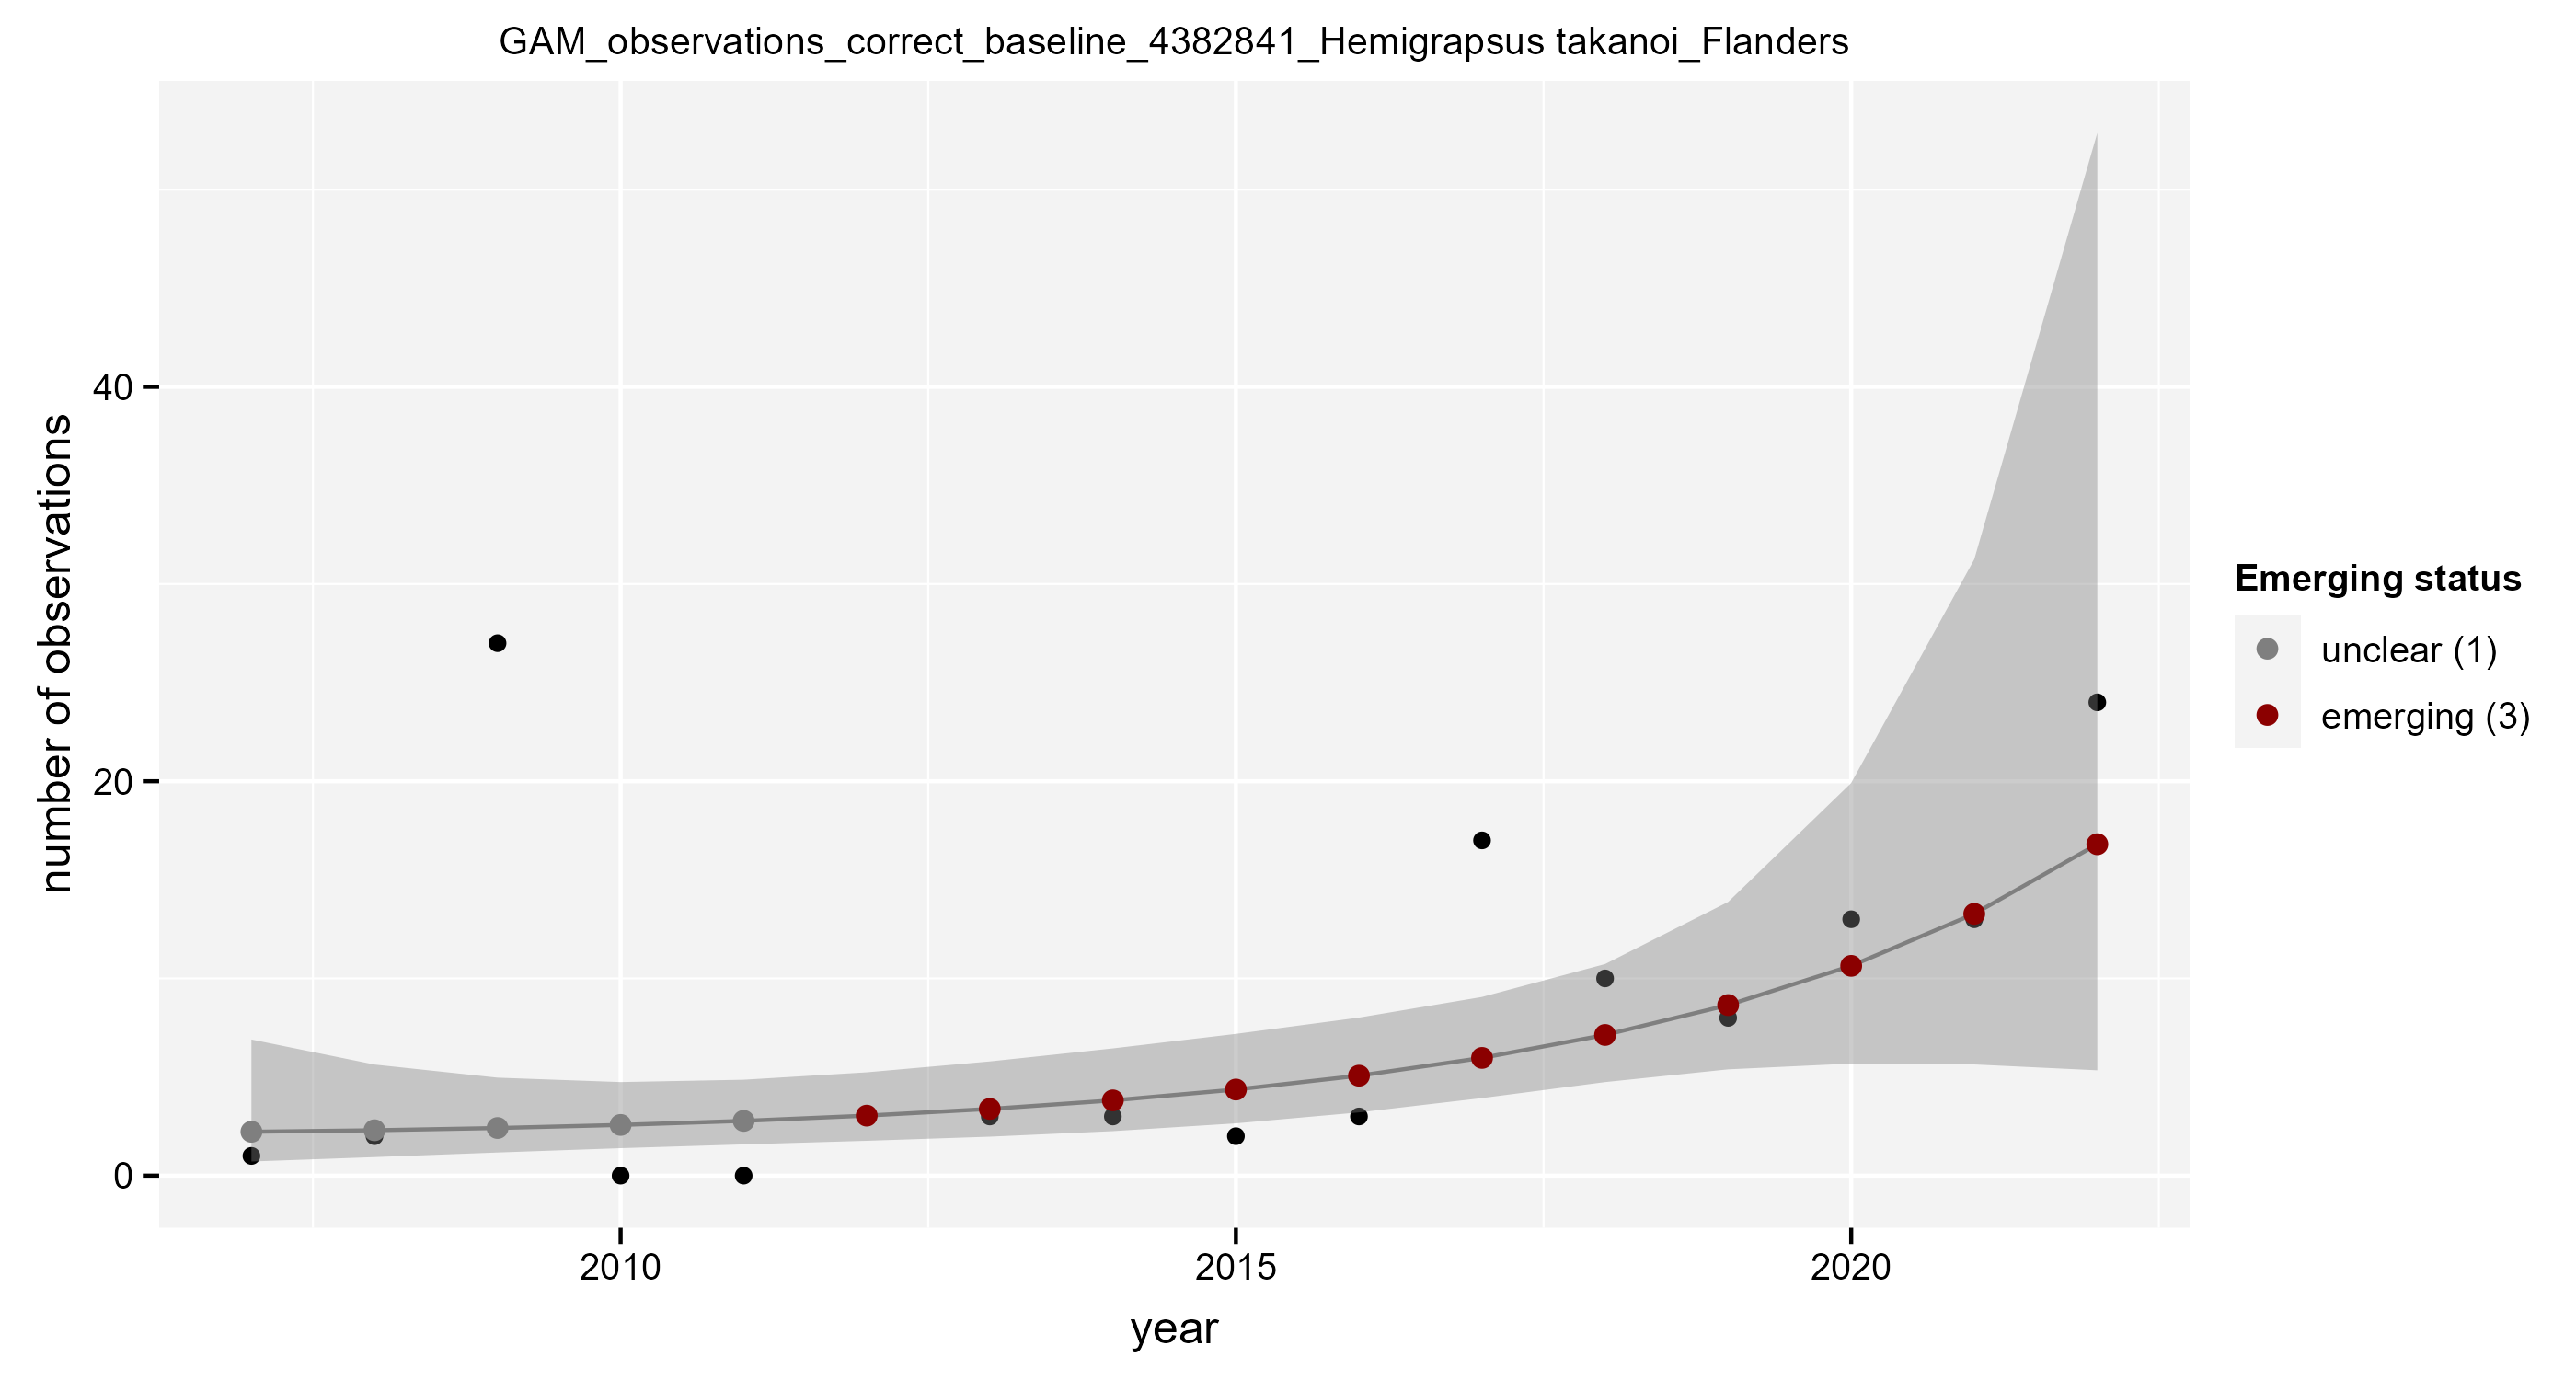 GAM_observations_correct_baseline_4382841_Hemigrapsus takanoi_Flanders
number of observations
40
20
0
2010
2015
2020
year
Emerging status
unclear (1)
emerging (3)